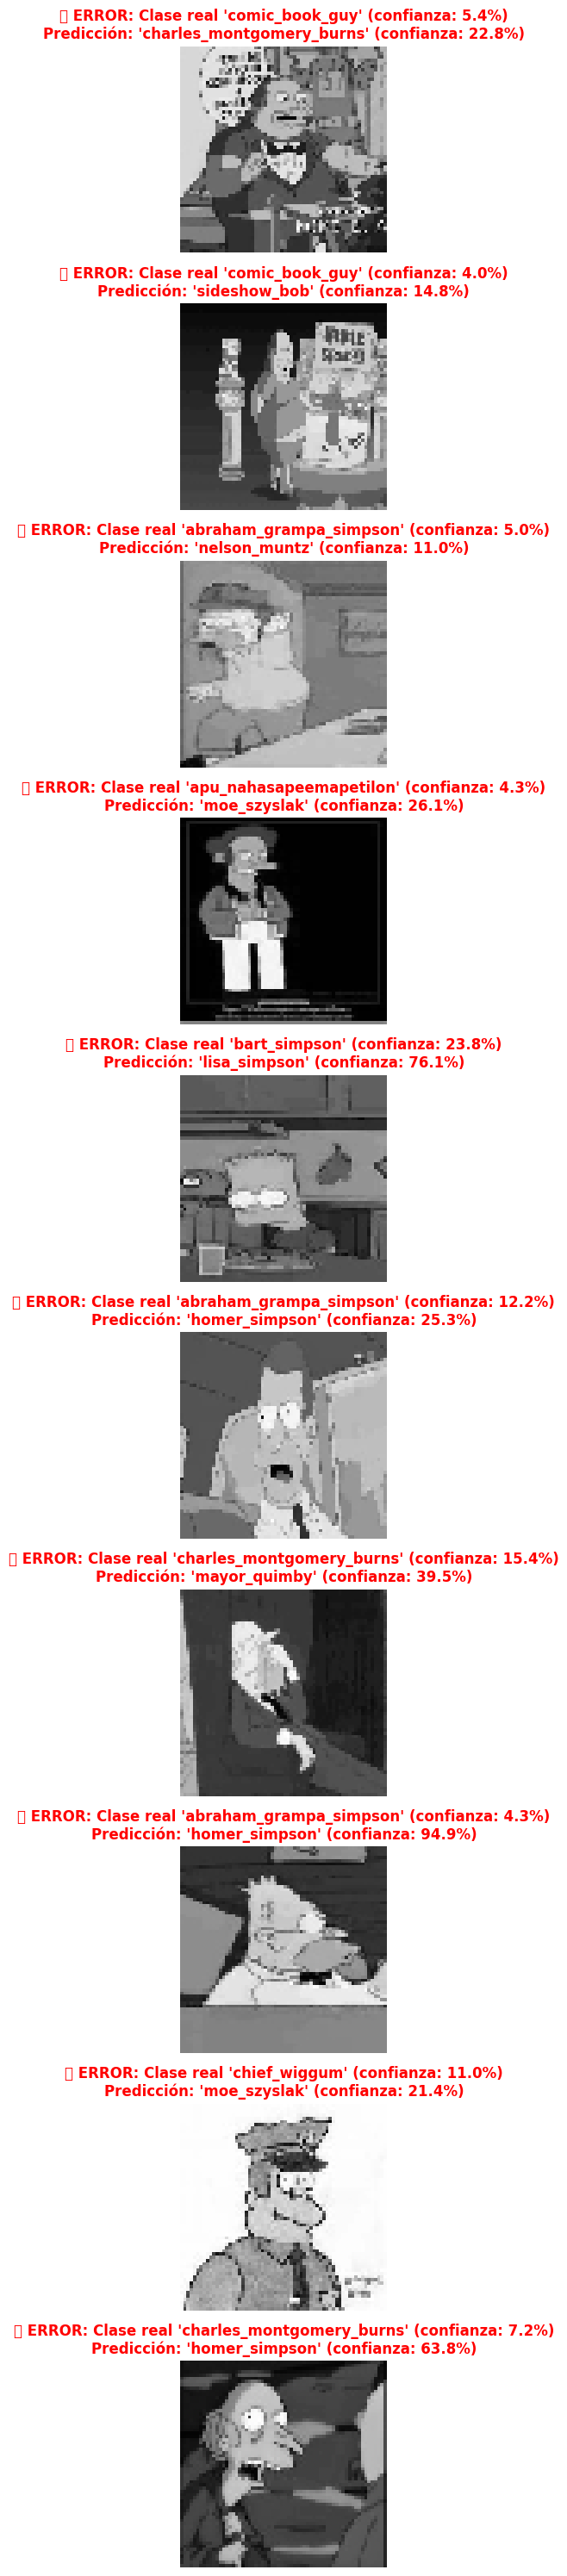 ERROR: Clase real 'comic_book_guy' (confianza: 5.4%)
Predicción: 'charles_montgomery_burns' (confianza: 22.8%)
ERROR: Clase real 'comic_book_guy' (confianza: 4.0%)
Predicción: 'sideshow_bob' (confianza: 14.8%)
ERROR: Clase real 'abraham_grampa_simpson' (confianza: 5.0%)
Predicción: 'nelson_muntz' (confianza: 11.0%)
ERROR: Clase real 'apu_nahasapeemapetilon' (confianza: 4.3%)
Predicción: 'moe_szyslak' (confianza: 26.1%)
ERROR: Clase real 'bart_simpson' (confianza: 23.8%)
Predicción: 'lisa_simpson' (confianza: 76.1%)
ERROR: Clase real 'abraham_grampa_simpson' (confianza: 12.2%)
Predicción: 'homer_simpson' (confianza: 25.3%)
ERROR: Clase real 'charles_montgomery_burns' (confianza: 15.4%)
Predicción: 'mayor_quimby' (confianza: 39.5%)
ERROR: Clase real 'abraham_grampa_simpson' (confianza: 4.3%)
Predicción: 'homer_simpson' (confianza: 94.9%)
ERROR: Clase real 'chief_wiggum' (confianza: 11.0%)
Predicción: 'moe_szyslak' (confianza: 21.4%)
ERROR: Clase real 'charles_montgomery_burns' (confianza: 7.2%)
Predicción: 'homer_simpson' (confianza: 63.8%)